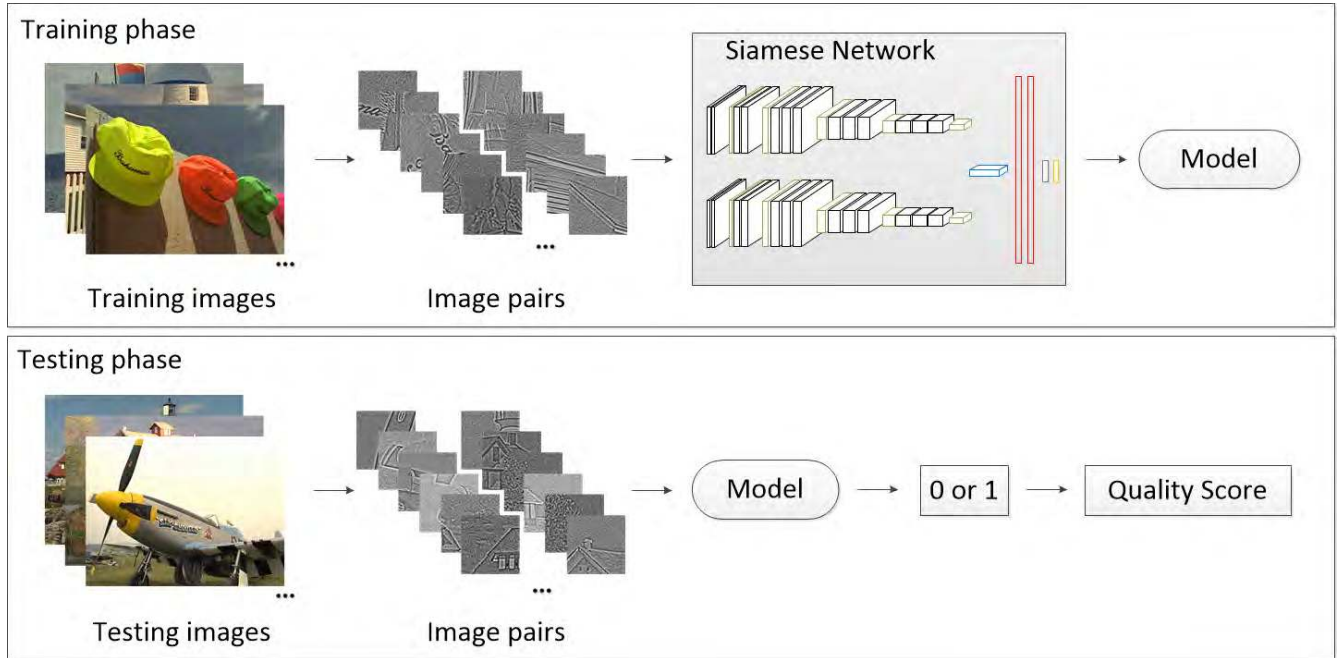 Training phase
Siamese Network
Model
...
...
Training images
Image pairs
Testing phase
Model
0 or 1
Quality Score
...
...
Testing images
Image pairs